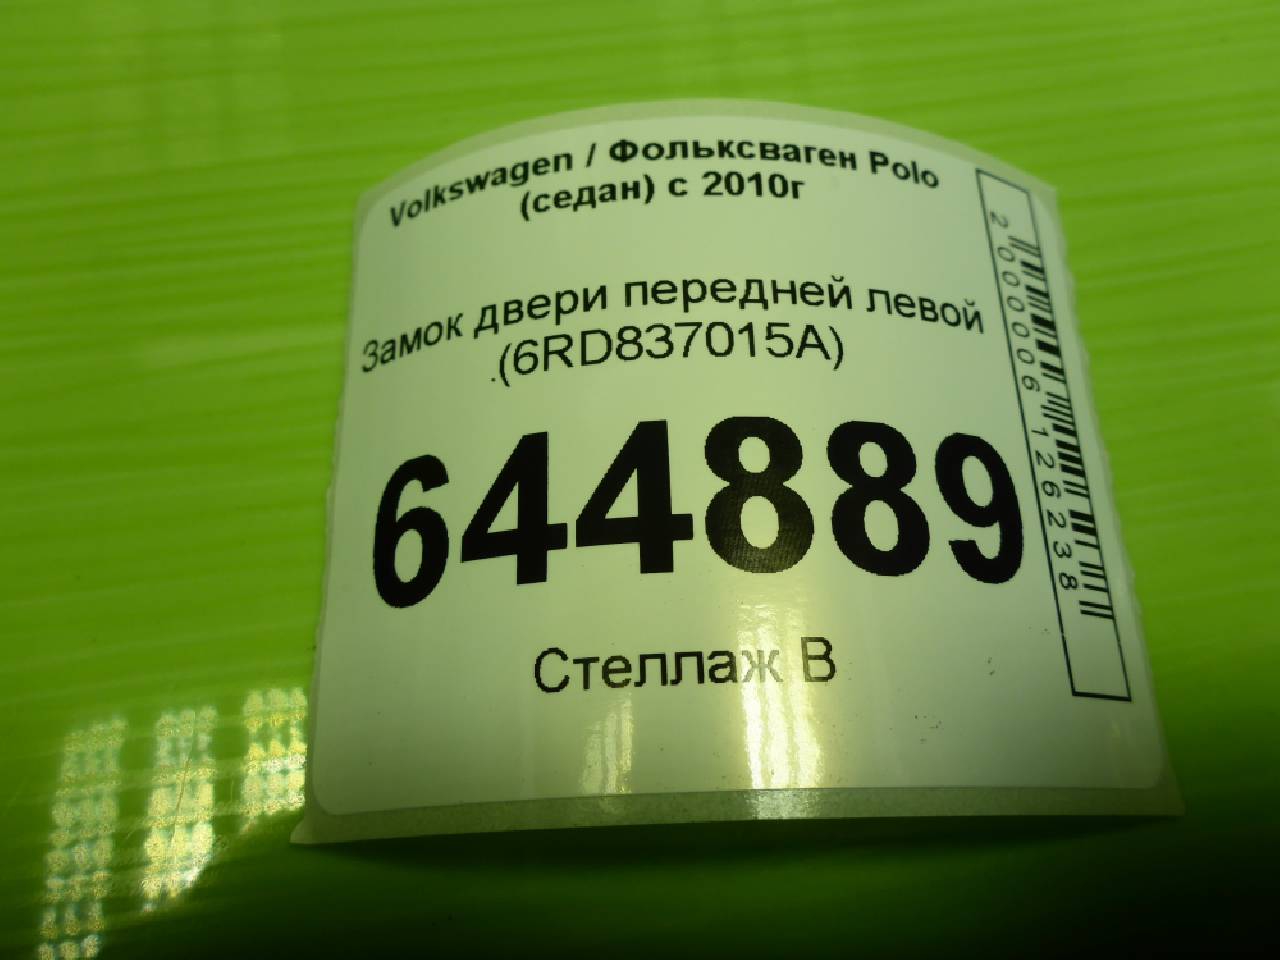 Volkswagen / Фольксваген Polo
(седан) с 2010г
Замок двери передней левой
.(6RD837015A)
644889
Стеллаж В
2000006126238